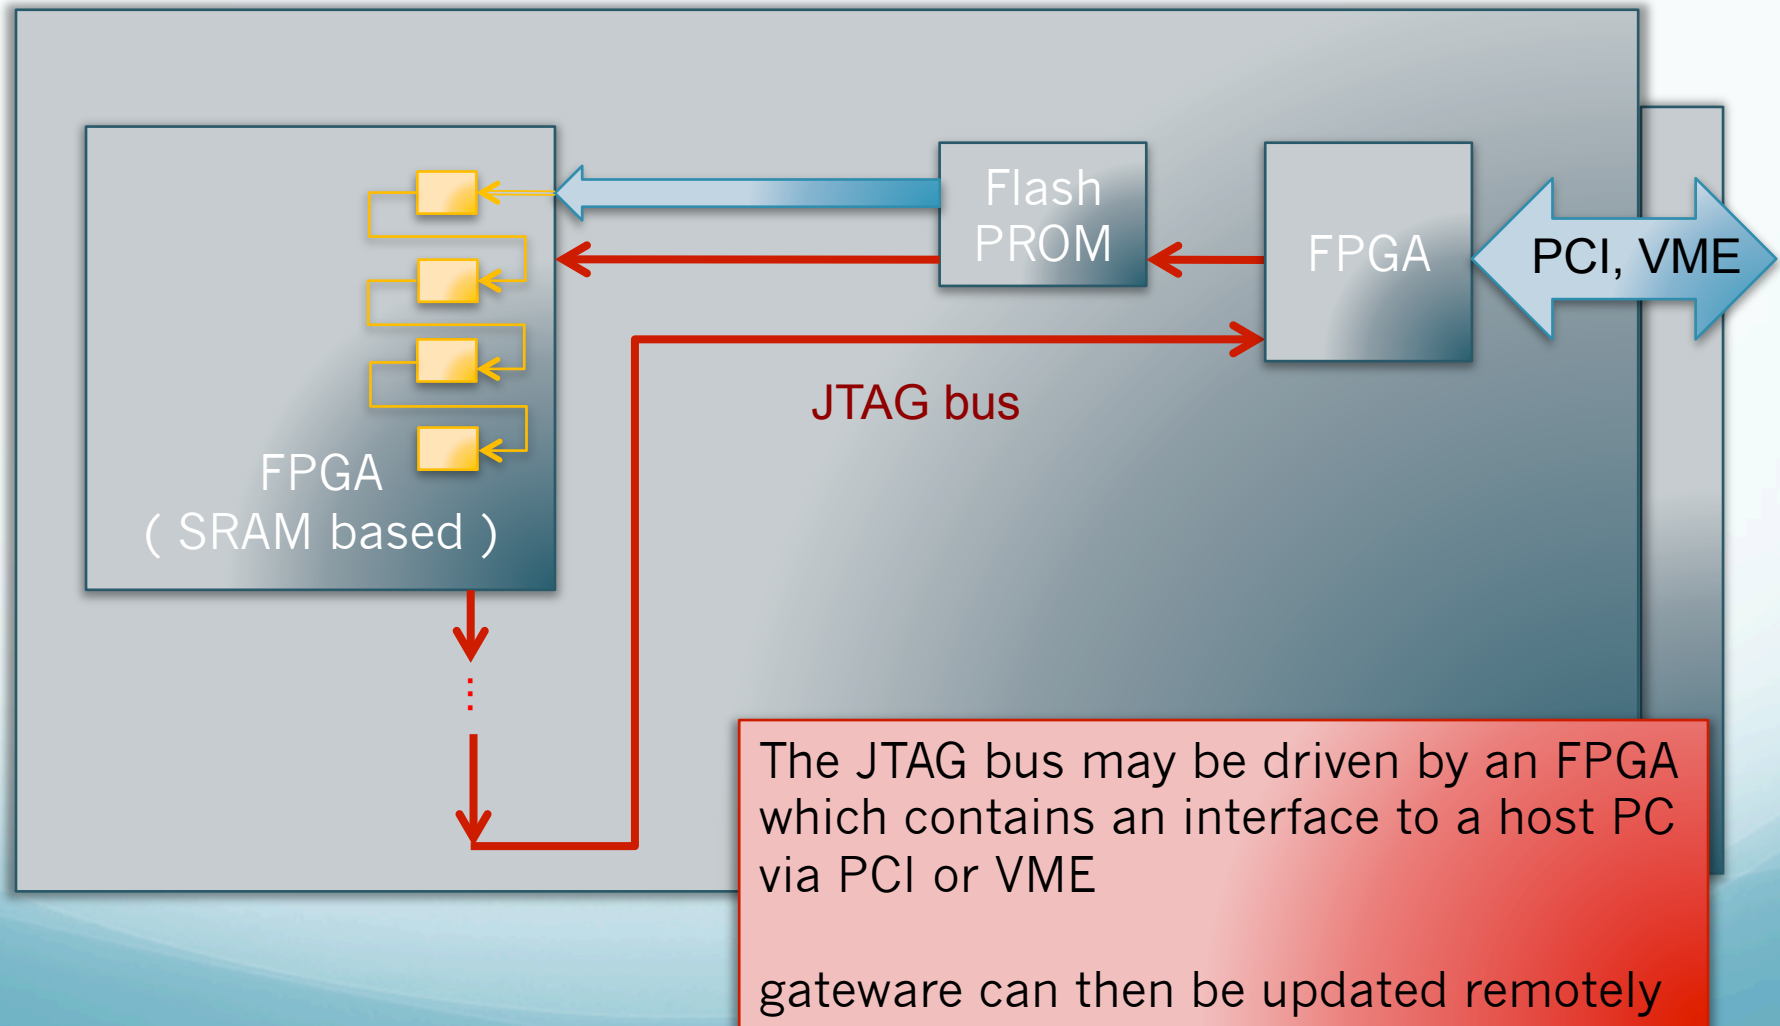 Flash
PROM
FPGA
PCI, VME
JTAG bus
FPGA
( SRAM based )
The JTAG bus may be driven by an FPGA
which contains an interface to a host PC
via PCI or VME
gateware can then be updated remotely